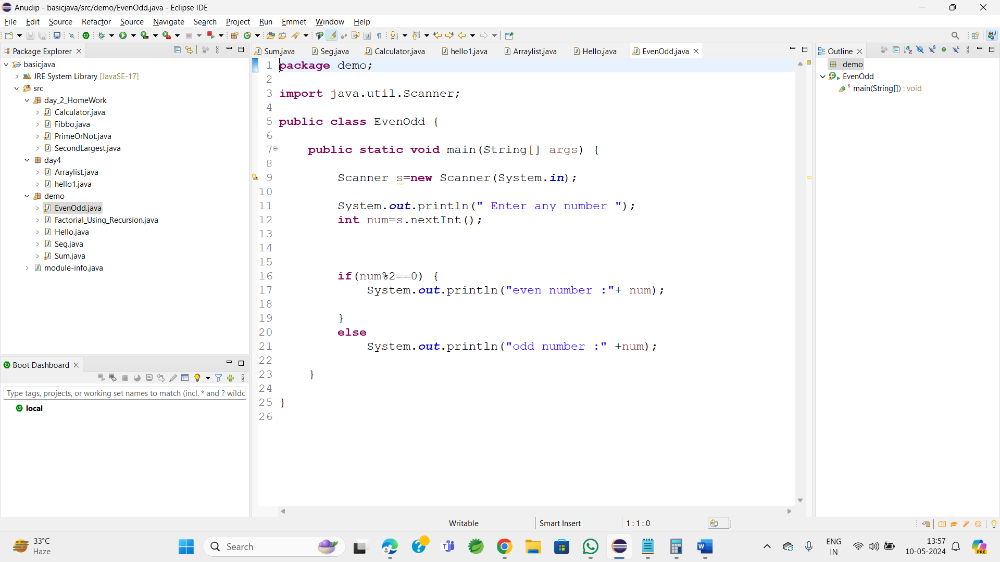 Anudip - basicjava/src/demo/EvenOdd.java - Eclipse IDE
File Edit Source Refactor Source Navigate Search Project Run Emmet Window Help
Package Explorer
basicjava
JRE System Library [JavaSE-17]
src
day_2_HomeWork
Calculator.java
Fibbo.java
PrimeOrNot.java
SecondLargest.java
day4
Arraylist.java
hello1.java
demo
EvenOdd.java
Factorial_Using_Recursion.java
Hello.java
Seg.java
Sum.java
module-info.java
Boot Dashboard
Type tags, projects, or working set names to match (incl. * and ? wildc
local
Sum.java Seg.java Calculator.java hello1.java Arraylist.java Hello.java EvenOdd.java
1 package demo;
2
3 import java.util.Scanner;
4
5 public class EvenOdd {
6
7 public static void main(String[] args) {
8
9 Scanner s=new Scanner(System.in);
10
11 System.out.println(" Enter any number ");
12 int num=s.nextInt();
13
14
15
16 if(num%2==0) {
17 System.out.println("even number :"+ num);
18
19 }
20 else
21 System.out.println("odd number :" +num);
22
23 }
24
25 }
26
Outline
demo
EvenOdd
main(String[]) : void
Writable Smart Insert 1 : 1 : 0
33°C
Haze
Search
ENG
IN
13:57
10-05-2024
PRE